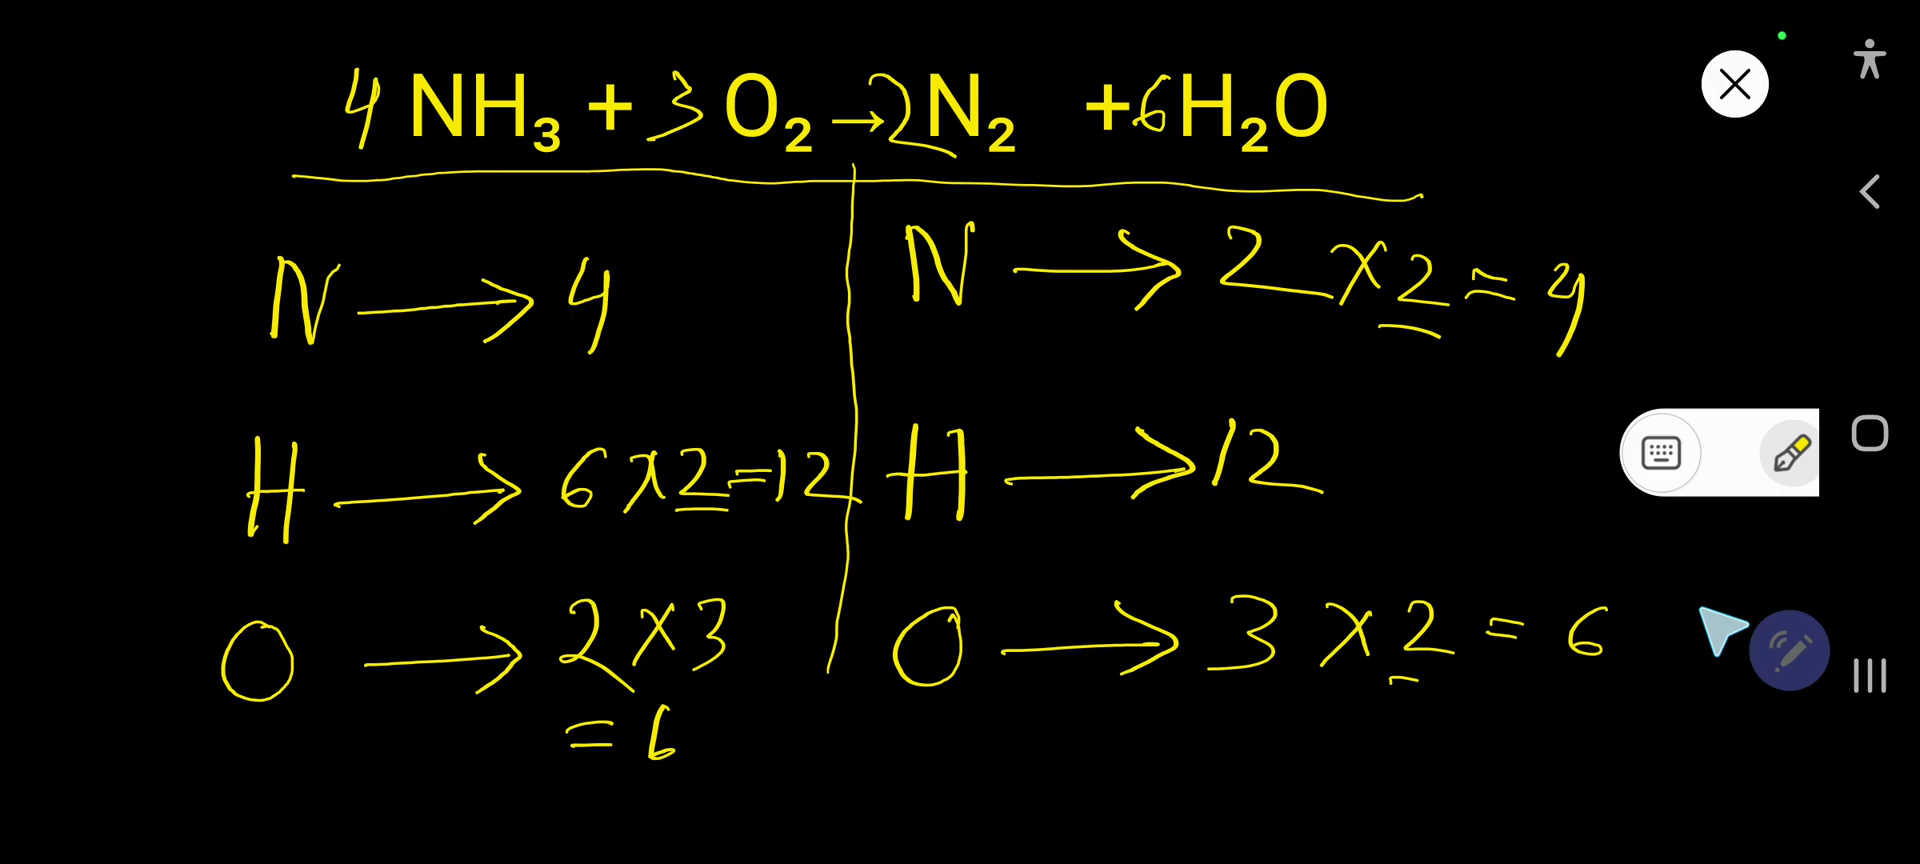 4 NH₃ + 3 O₂ → 2 N₂ + 6 H₂O
N → 4
N → 2 × 2 = 4
H → 6 × 2 = 12
H → 12
O → 2 × 3
= 6
O → 3 × 2 = 6